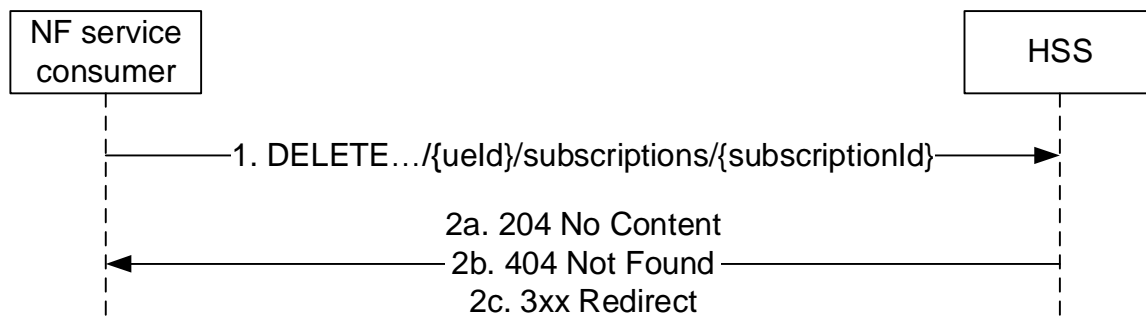 NF service
consumer
HSS
1. DELETE…/{ueId}/subscriptions/{subscriptionId}
2a. 204 No Content
2b. 404 Not Found
2c. 3xx Redirect